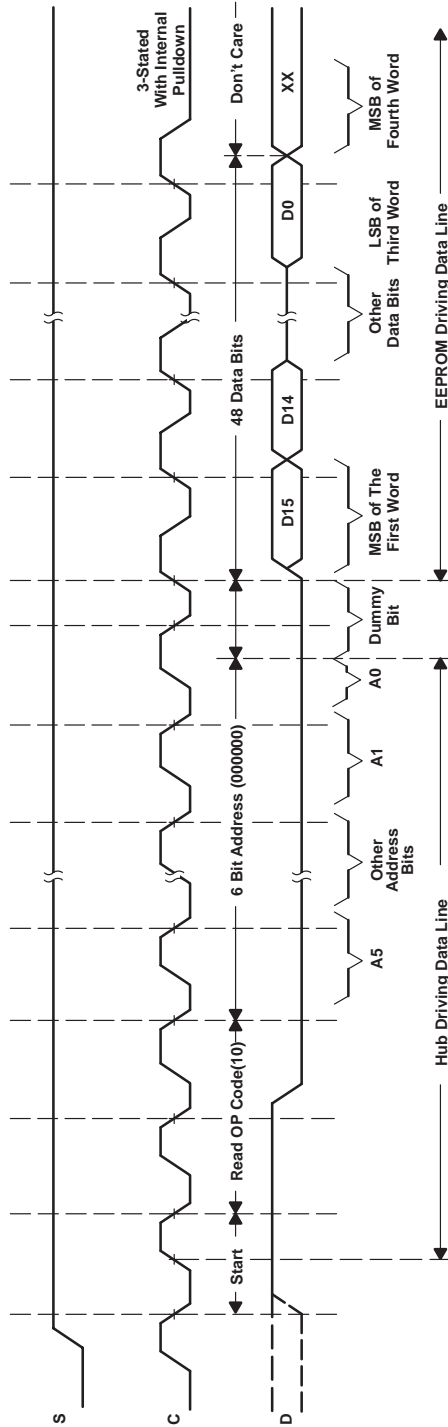 S
C
D
3-Stated
With Internal
Pulldown
Start
Read OP Code(10)
6 Bit Address (000000)
48 Data Bits
Don't Care
D15
D14
D0
XX
A5
Other
Address
Bits
A1
A0
Dummy
Bit
MSB of The
First Word
Other
Data Bits
LSB of
Third Word
MSB of
Fourth Word
Hub Driving Data Line
EEPROM Driving Data Line